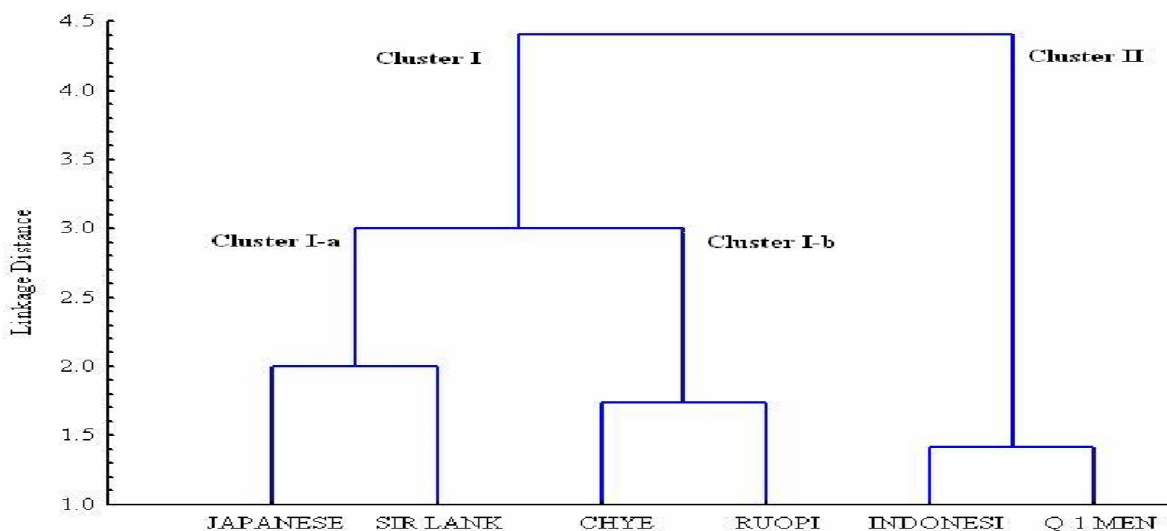 4.5
Cluster I
Cluster II
4.0
3.5
3.0
Cluster I-a
Cluster I-b
Linkage Distance
2.5
2.0
1.5
1.0
JAPANESE SIR LANK CHYE RUOPI INDONESI Q 1 MEN